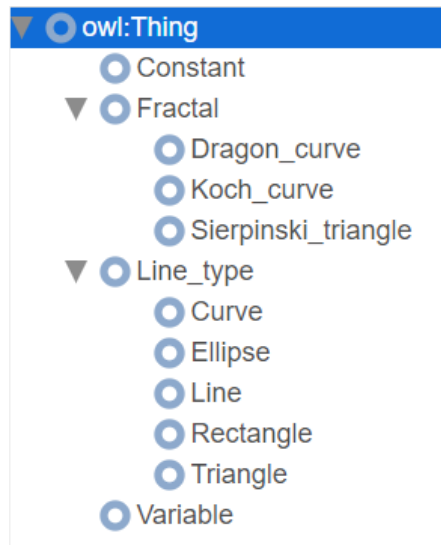 owl:Thing
Constant
Fractal
Dragon_curve
Koch_curve
Sierpinski_triangle
Line_type
Curve
Ellipse
Line
Rectangle
Triangle
Variable